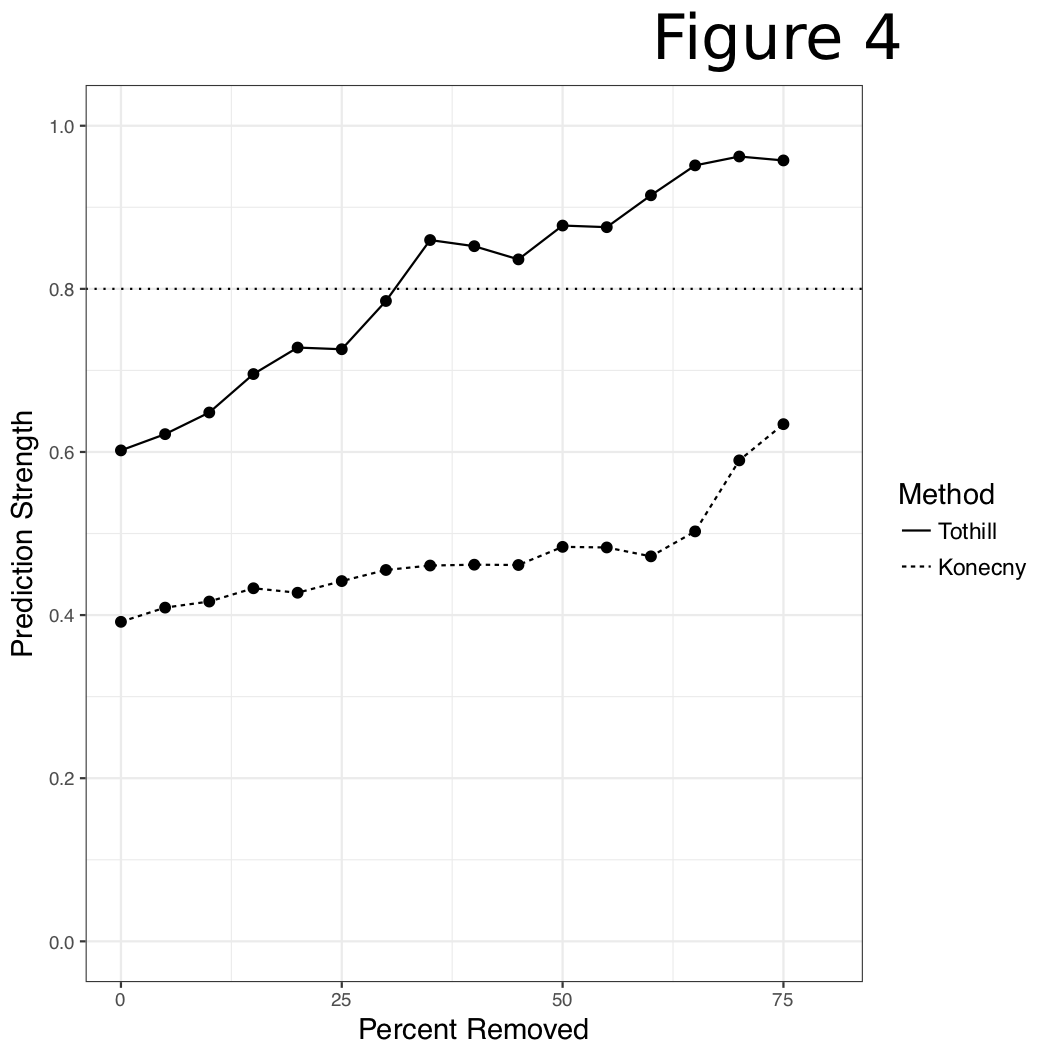 Figure 4
1.0
0.8
0.6
0.4
0.2
0.0
Prediction Strength
0 25 50 75
Percent Removed
Method
Tothill
Konecny